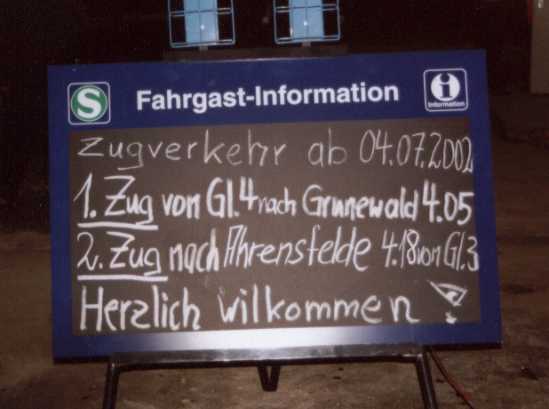 S Fahrgast-Information i Information
Zugverkehr ab 04.07.2002
1. Zug von Gl.4 nach Grunewald 4.05
2. Zug nach Ahrensfelde 4.18 von Gl.3
Herzlich wilkommen